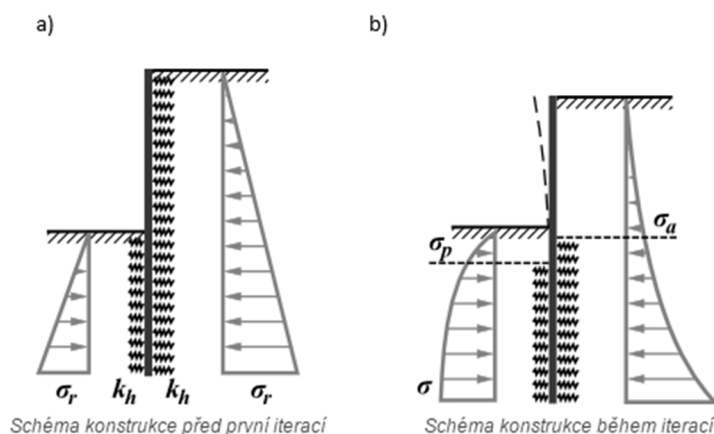 a)
b)
σₐ
σₚ
σᵣ kₕ kₕ σᵣ
σ
Schéma konstrukce před první iterací
Schéma konstrukce během iterací